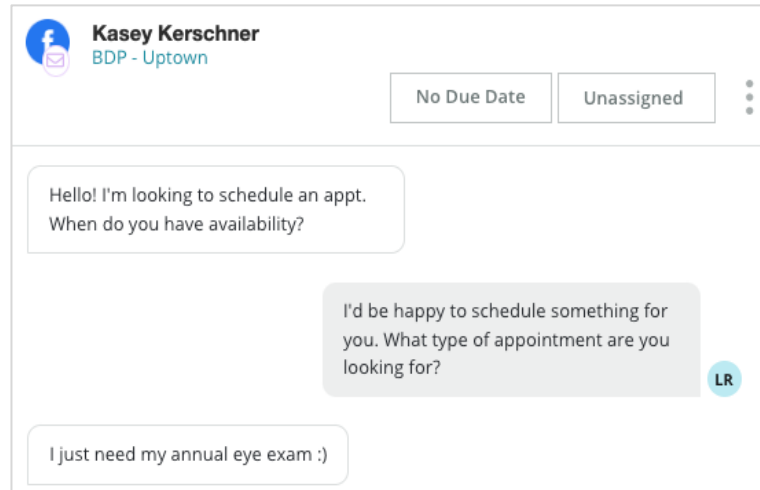 Kasey Kerschner
BDP - Uptown
No Due Date
Unassigned
Hello! I'm looking to schedule an appt.
When do you have availability?
I'd be happy to schedule something for
you. What type of appointment are you
looking for?
LR
I just need my annual eye exam :)